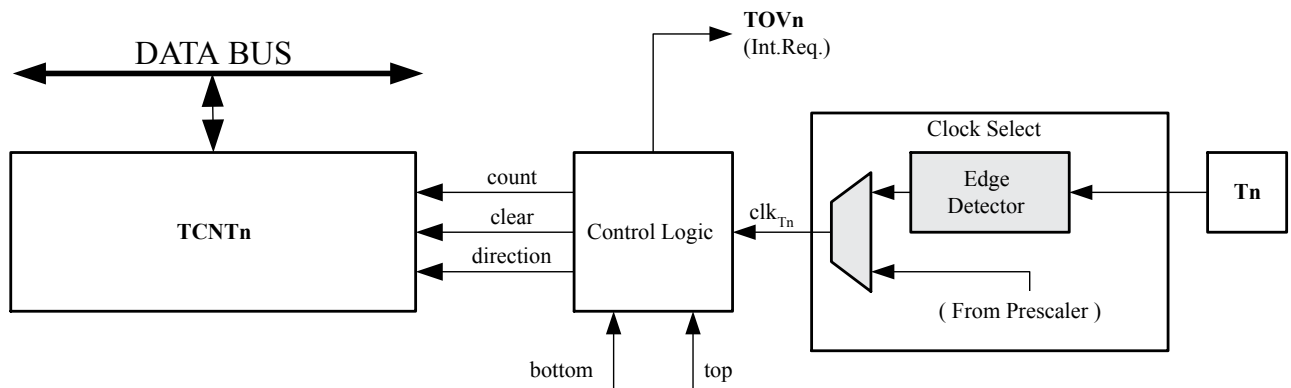 TOVn
(Int.Req.)
DATA BUS
Clock Select
count
Edge
Detector
Tn
TCNTn
clear
Control Logic
clkTn
direction
( From Prescaler )
bottom
top